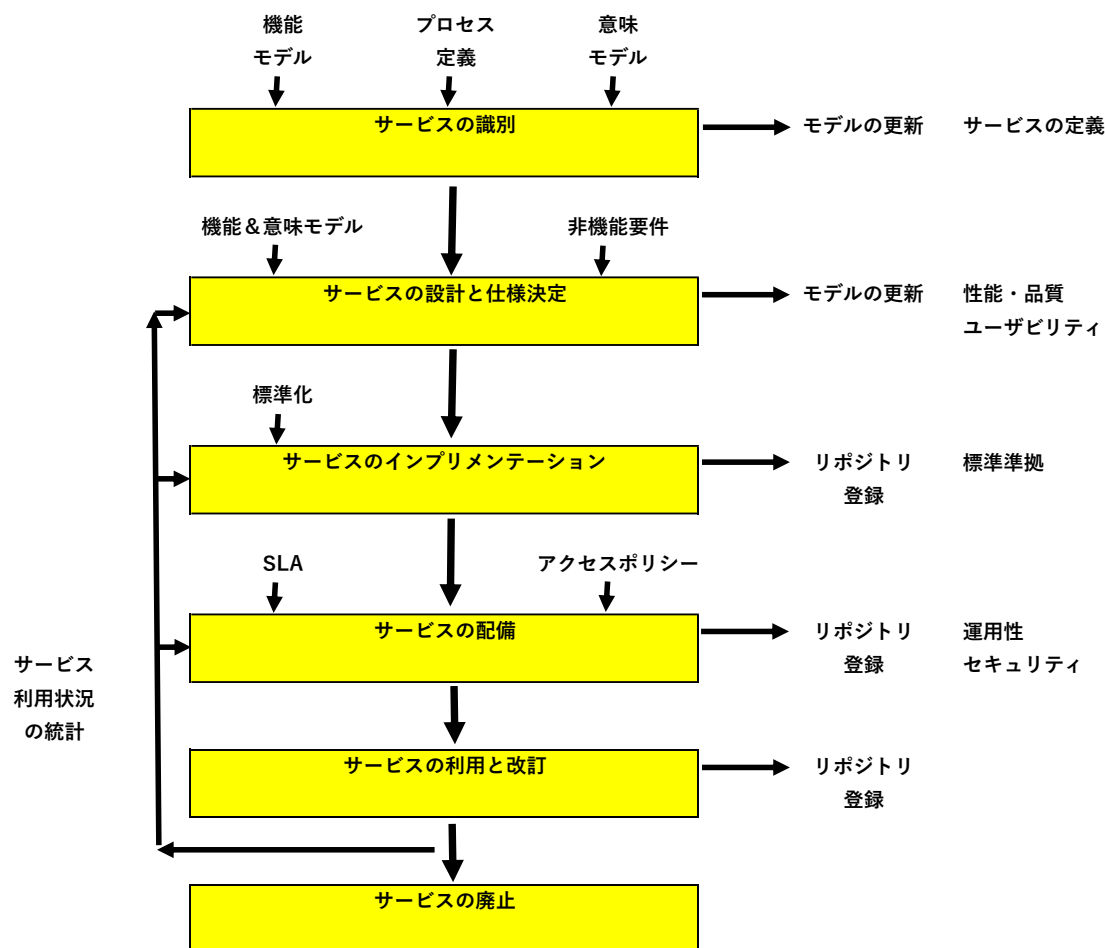 機能
モデル
プロセス
定義
意味
モデル
サービスの識別
モデルの更新
サービスの定義
機能＆意味モデル
非機能要件
サービスの設計と仕様決定
モデルの更新
性能・品質
ユーザビリティ
標準化
サービスのインプリメンテーション
リポジトリ
登録
標準準拠
SLA
アクセスポリシー
サービスの配備
リポジトリ
登録
運用性
セキュリティ
サービス
利用状況
の統計
サービスの利用と改訂
リポジトリ
登録
サービスの廃止